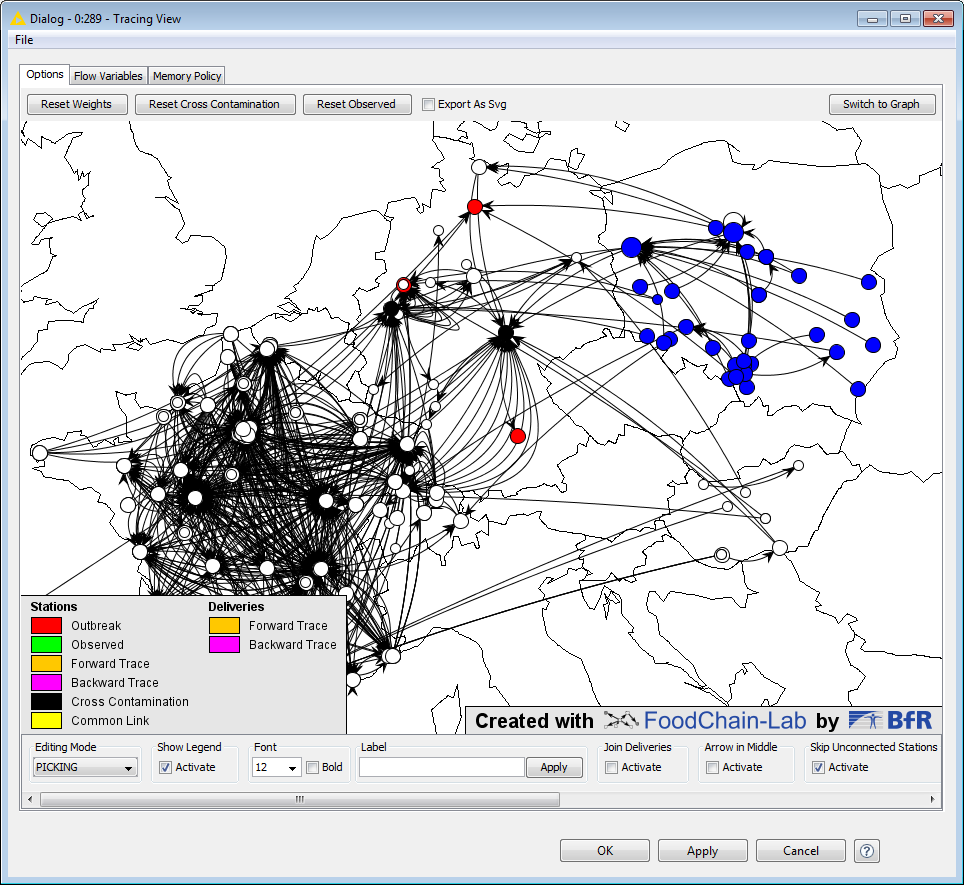 Dialog - 0:289 - Tracing View
File
Options Flow Variables Memory Policy
Reset Weights Reset Cross Contamination Reset Observed Export As Svg Switch to Graph
Stations Deliveries
Outbreak Forward Trace
Observed Backward Trace
Forward Trace
Backward Trace
Cross Contamination
Common Link
Created with FoodChain-Lab by BfR
Editing Mode Show Legend Font Label Join Deliveries Arrow in Middle Skip Unconnected Stations
PICKING Activate 12 Bold Apply Activate Activate Activate
OK Apply Cancel ?